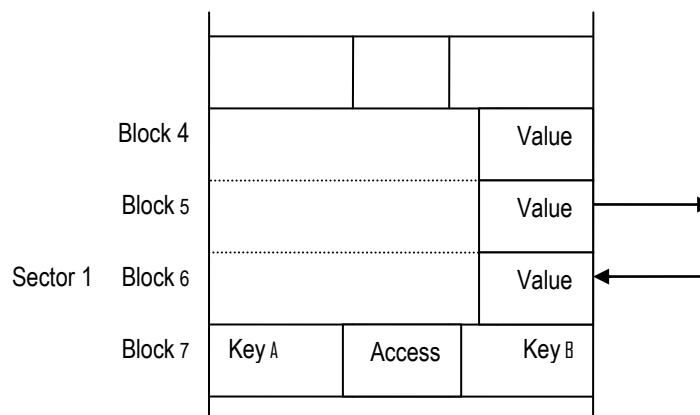 Block 4 Value
Block 5 Value
Sector 1 Block 6 Value
Block 7 Key A Access Key B